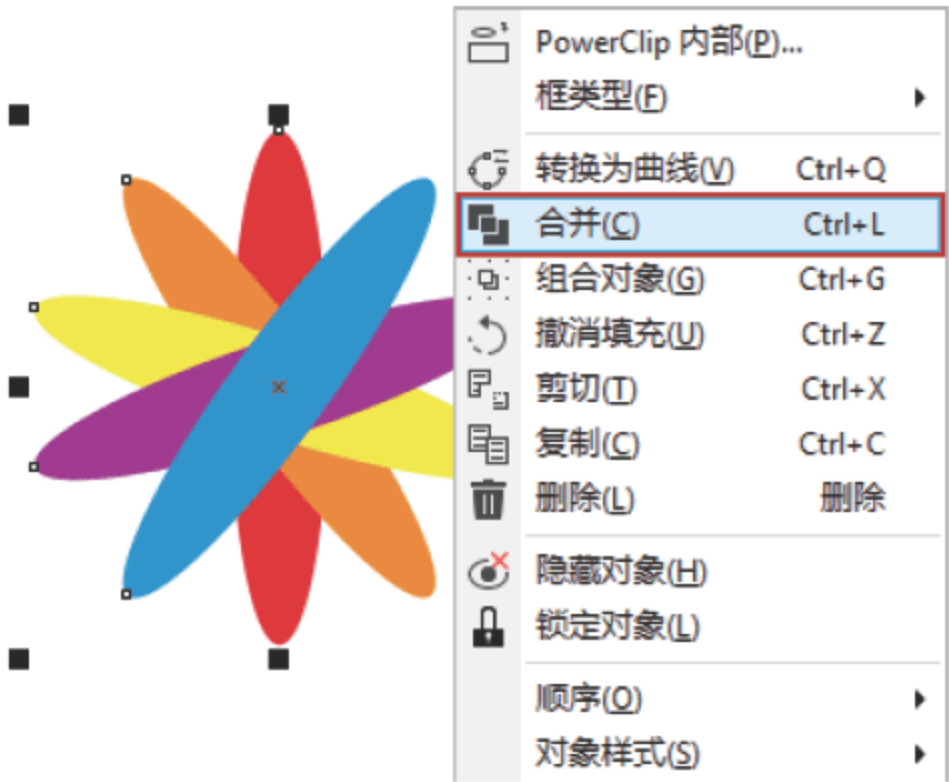 PowerClip 内部(P)...
框类型(F)
转换为曲线(V) Ctrl+Q
合并(C) Ctrl+L
组合对象(G) Ctrl+G
撤消填充(U) Ctrl+Z
剪切(T) Ctrl+X
复制(C) Ctrl+C
删除(L) 删除
隐藏对象(H)
锁定对象(L)
顺序(O)
对象样式(S)